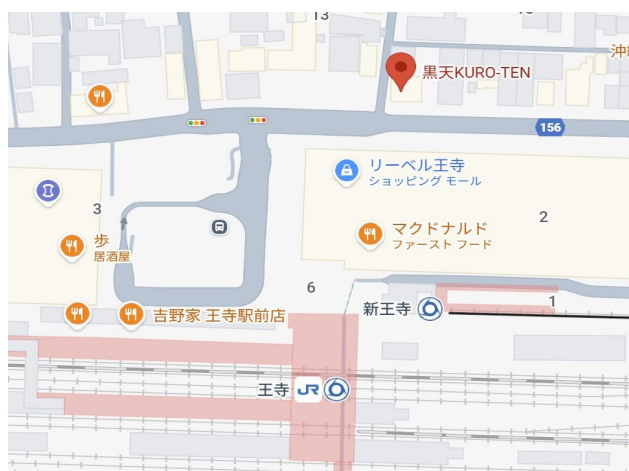 13
沖縄
黒天KURO-TEN
156
リーベル王寺
ショッピング モール
3
2
マクドナルド
ファースト フード
歩
居酒屋
6
新王寺
1
吉野家 王寺駅前店
王寺 JR